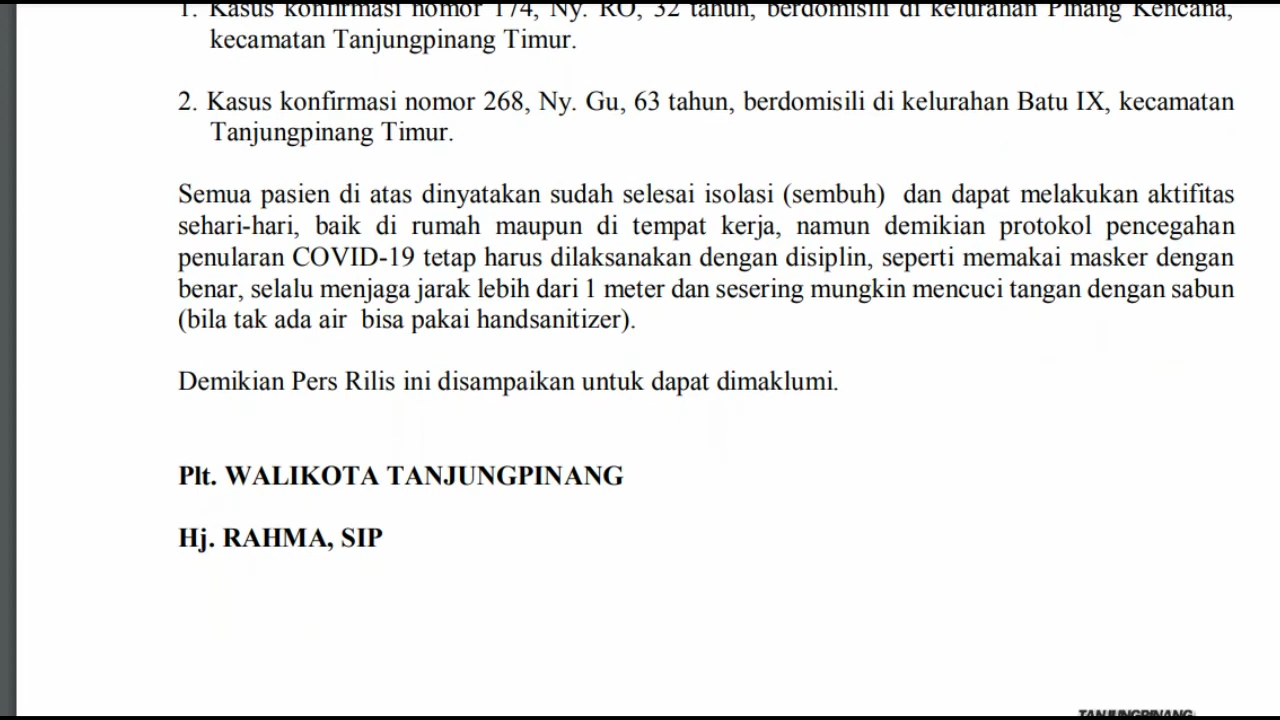 1. Kasus konfirmasi nomor 174, Ny. RO, 32 tahun, berdomisili di kelurahan Pinang Kencana,
kecamatan Tanjungpinang Timur.
2. Kasus konfirmasi nomor 268, Ny. Gu, 63 tahun, berdomisili di kelurahan Batu IX, kecamatan
Tanjungpinang Timur.
Semua pasien di atas dinyatakan sudah selesai isolasi (sembuh) dan dapat melakukan aktifitas
sehari-hari, baik di rumah maupun di tempat kerja, namun demikian protokol pencegahan
penularan COVID-19 tetap harus dilaksanakan dengan disiplin, seperti memakai masker dengan
benar, selalu menjaga jarak lebih dari 1 meter dan sesering mungkin mencuci tangan dengan sabun
(bila tak ada air bisa pakai handsanitizer).
Demikian Pers Rilis ini disampaikan untuk dapat dimaklumi.
Plt. WALIKOTA TANJUNGPINANG
Hj. RAHMA, SIP
TANJUNGPINANG